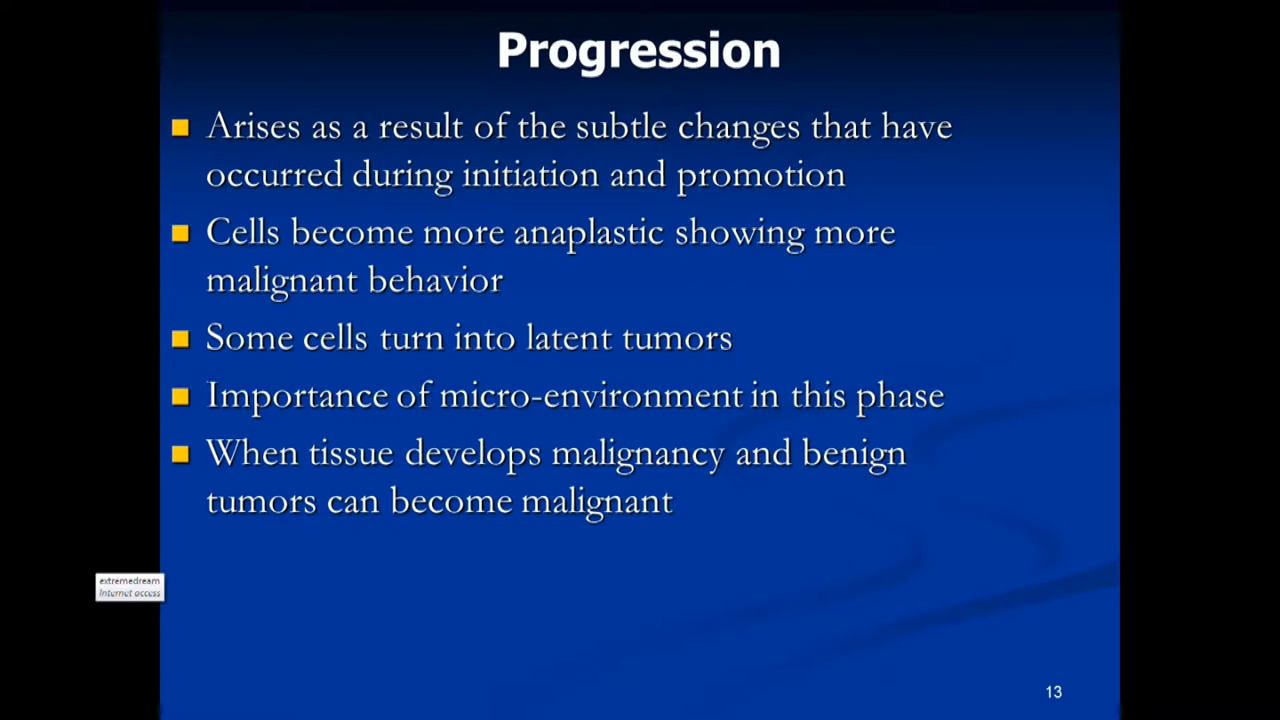 Progression
Arises as a result of the subtle changes that have
occurred during initiation and promotion
Cells become more anaplastic showing more
malignant behavior
Some cells turn into latent tumors
Importance of micro-environment in this phase
When tissue develops malignancy and benign
tumors can become malignant
extremedream
Internet access
13